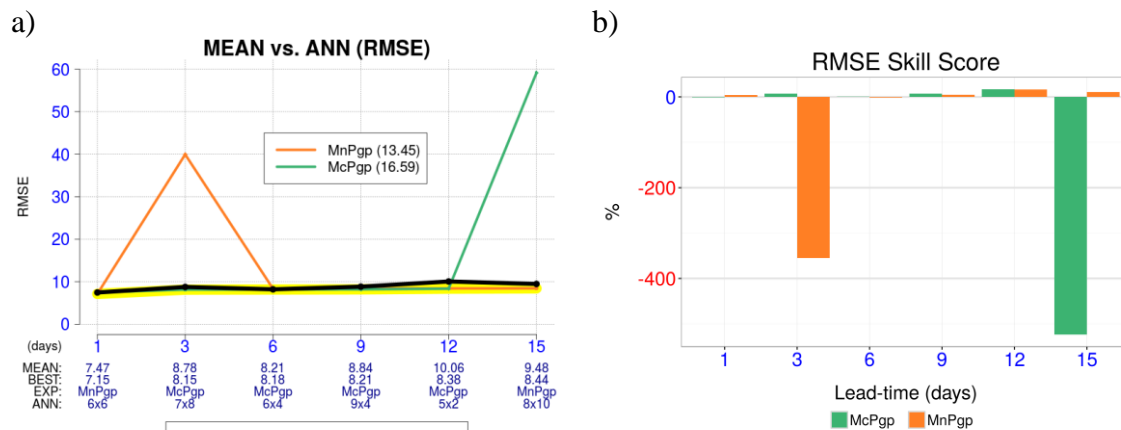 a)
MEAN vs. ANN (RMSE)
60
50
40
30
20
10
0
RMSE
MnPgp (13.45)
McPgp (16.59)
(days) 1 3 6 9 12 15
MEAN: 7.47 8.78 8.21 8.84 10.06 9.48
BEST: 7.15 8.15 8.18 8.21 8.38 8.44
EXP: MnPgp McPgp McPgp McPgp McPgp MnPgp
ANN: 6x6 7x8 6x4 9x4 5x2 8x10
b)
RMSE Skill Score
0
-200
-400
%
1 3 6 9 12 15
Lead-time (days)
McPgp MnPgp